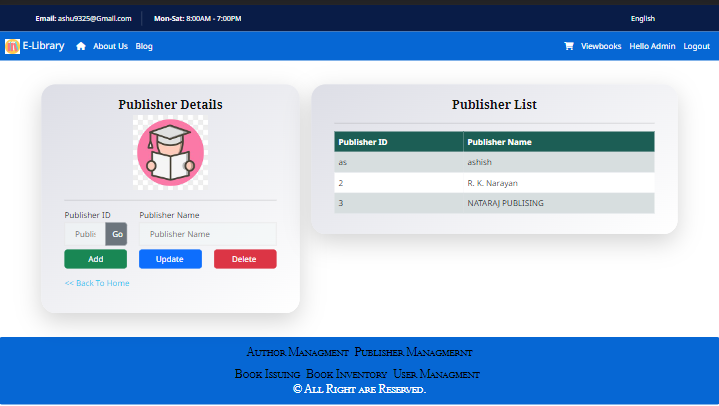 Email: ashu9325@Gmail.com Mon-Sat: 8:00AM - 7:00PM English
E-Library About Us Blog Viewbooks Hello Admin Logout
Publisher Details
Publisher ID Publisher Name
Publi Go Publisher Name
Add Update Delete
<< Back To Home
Publisher List
Publisher ID Publisher Name
as ashish
2 R. K. Narayan
3 NATARAJ PUBLISING
Author Managment Publisher Managmernt
Book Issuing Book Inventory User Managment
© All Right are Reserved.